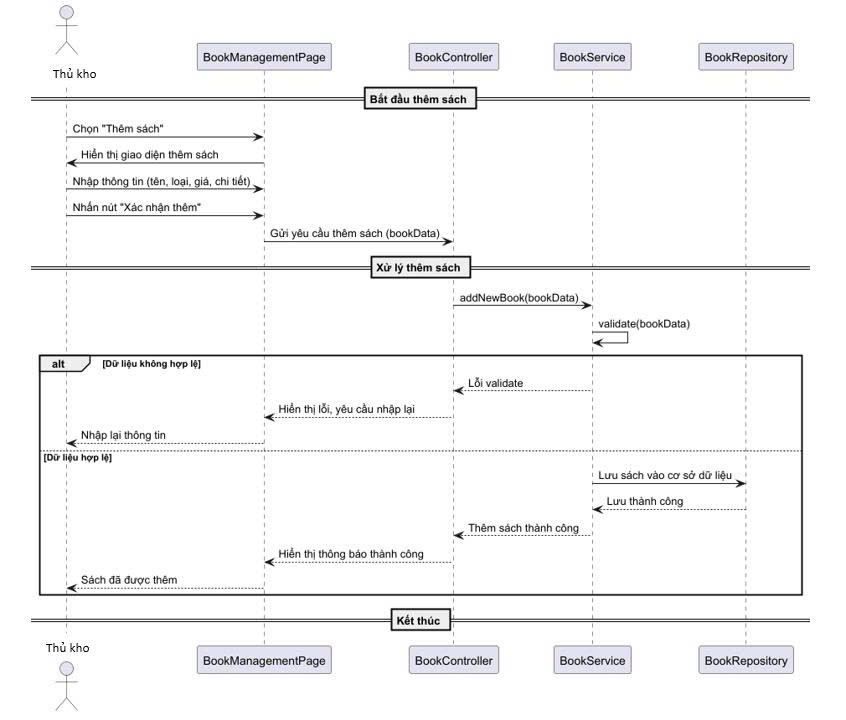 Thủ kho
BookManagementPage
BookController
BookService
BookRepository
Bắt đầu thêm sách
Chọn "Thêm sách"
Hiển thị giao diện thêm sách
Nhập thông tin (tên, loại, giá, chi tiết)
Nhấn nút "Xác nhận thêm"
Gửi yêu cầu thêm sách (bookData)
Xử lý thêm sách
addNewBook(bookData)
validate(bookData)
alt [Dữ liệu không hợp lệ]
Lỗi validate
Hiển thị lỗi, yêu cầu nhập lại
Nhập lại thông tin
[Dữ liệu hợp lệ]
Lưu sách vào cơ sở dữ liệu
Lưu thành công
Thêm sách thành công
Hiển thị thông báo thành công
Sách đã được thêm
Kết thúc
Thủ kho
BookManagementPage
BookController
BookService
BookRepository